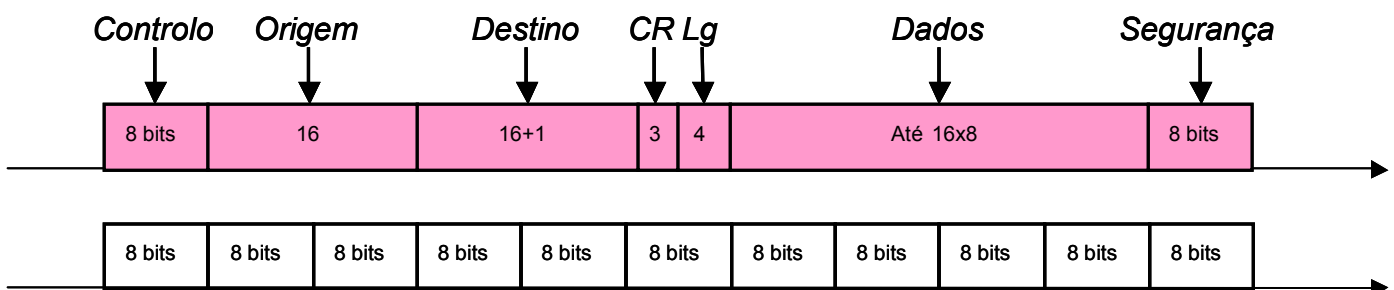 Controlo Origem Destino CR Lg Dados Segurança
8 bits 16 16+1 3 4 Até 16x8 8 bits
8 bits 8 bits 8 bits 8 bits 8 bits 8 bits 8 bits 8 bits 8 bits 8 bits 8 bits